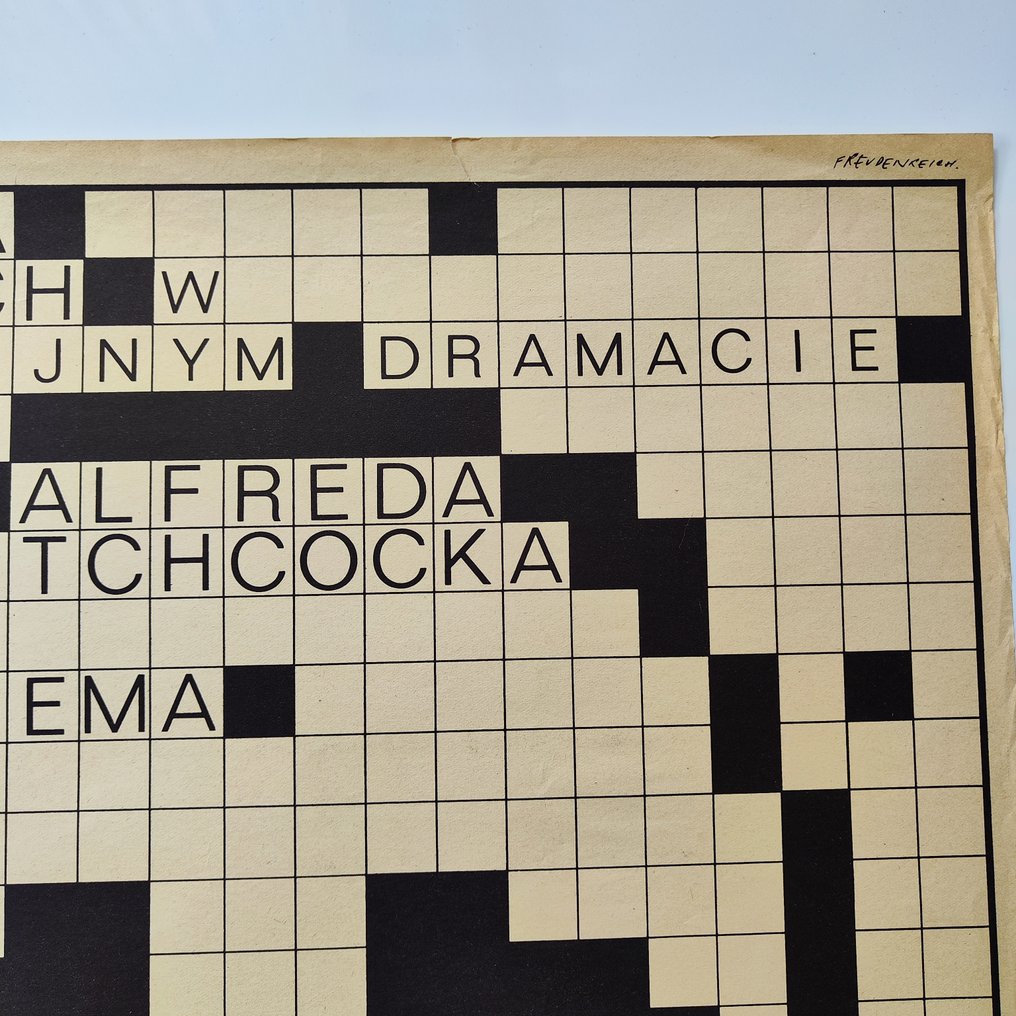 FREUDENREICH.
A
CH W
JNYM DRAMACIE
ALFREDA
TCHCOCKA
EMA